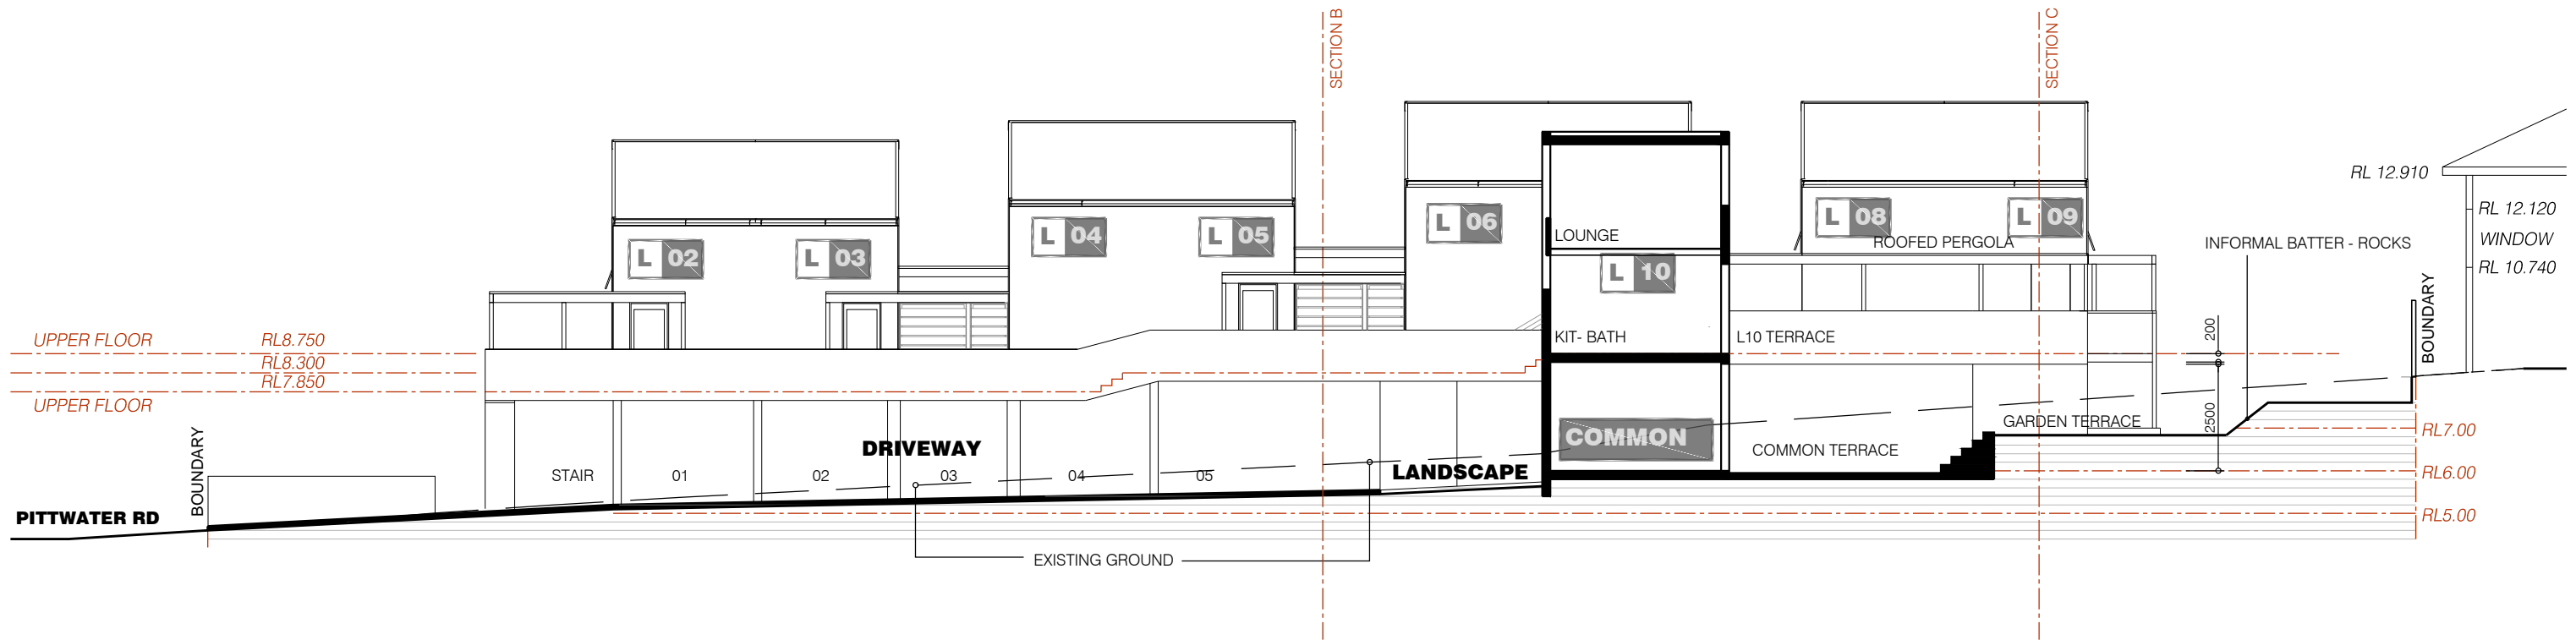 SECTION B
SECTION C
RL 12.910
RL 12.120
WINDOW
RL 10.740
L 02
L 03
L 04
L 05
L 06
L 08
L 09
ROOFED PERGOLA
INFORMAL BATTER - ROCKS
LOUNGE
L 10
KIT- BATH
L10 TERRACE
200
BOUNDARY
UPPER FLOOR RL8.750
RL8.300
RL7.850
UPPER FLOOR
2500
GARDEN TERRACE
RL7.00
COMMON
COMMON TERRACE
DRIVEWAY
LANDSCAPE
RL6.00
STAIR 01 02 03 04 05
BOUNDARY
PITTWATER RD
RL5.00
EXISTING GROUND